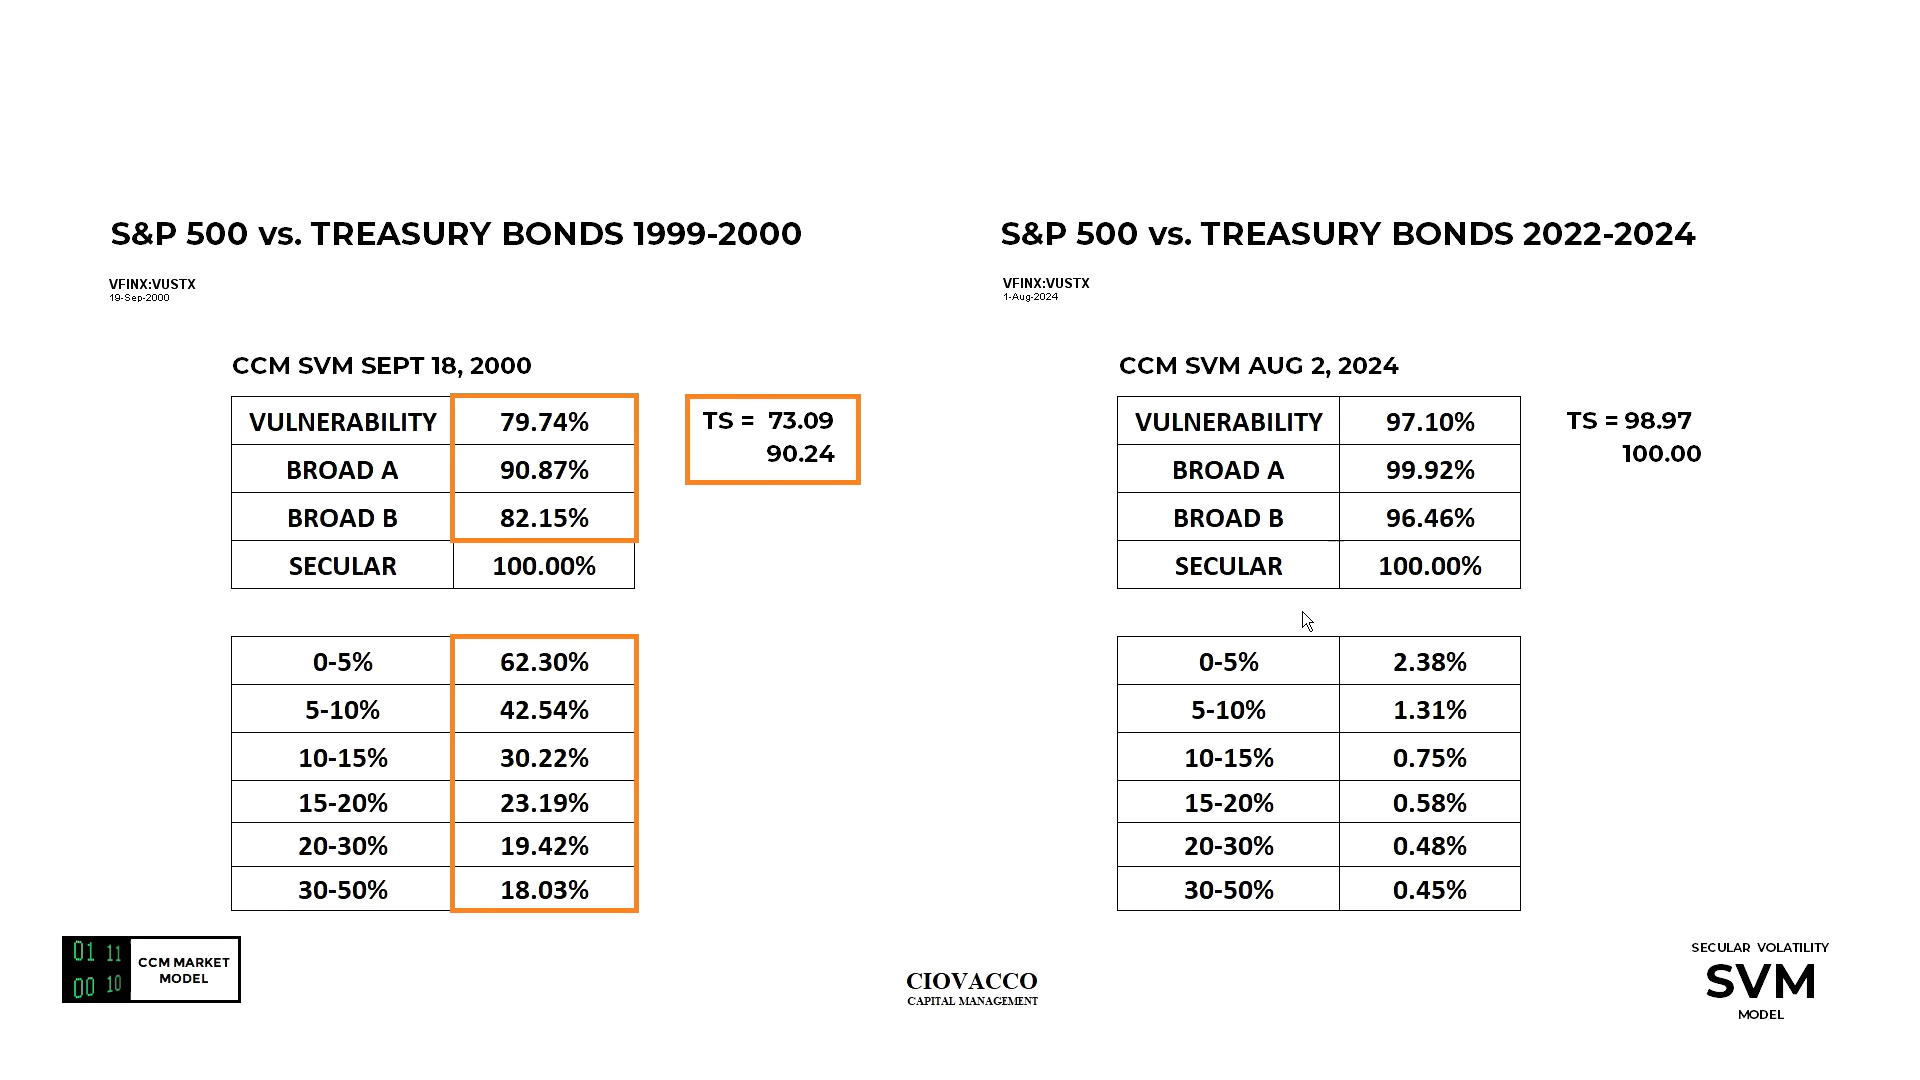 S&P 500 vs. TREASURY BONDS 1999-2000
VFINX:VUSTX
19-Sep-2000
CCM SVM SEPT 18, 2000
VULNERABILITY 79.74%
BROAD A 90.87%
BROAD B 82.15%
SECULAR 100.00%
TS = 73.09
90.24
0-5% 62.30%
5-10% 42.54%
10-15% 30.22%
15-20% 23.19%
20-30% 19.42%
30-50% 18.03%
S&P 500 vs. TREASURY BONDS 2022-2024
VFINX:VUSTX
1-Aug-2024
CCM SVM AUG 2, 2024
VULNERABILITY 97.10%
BROAD A 99.92%
BROAD B 96.46%
SECULAR 100.00%
TS = 98.97
100.00
0-5% 2.38%
5-10% 1.31%
10-15% 0.75%
15-20% 0.58%
20-30% 0.48%
30-50% 0.45%
01 11
00 10
CCM MARKET
MODEL
CIOVACCO
CAPITAL MANAGEMENT
SECULAR VOLATILITY
SVM
MODEL